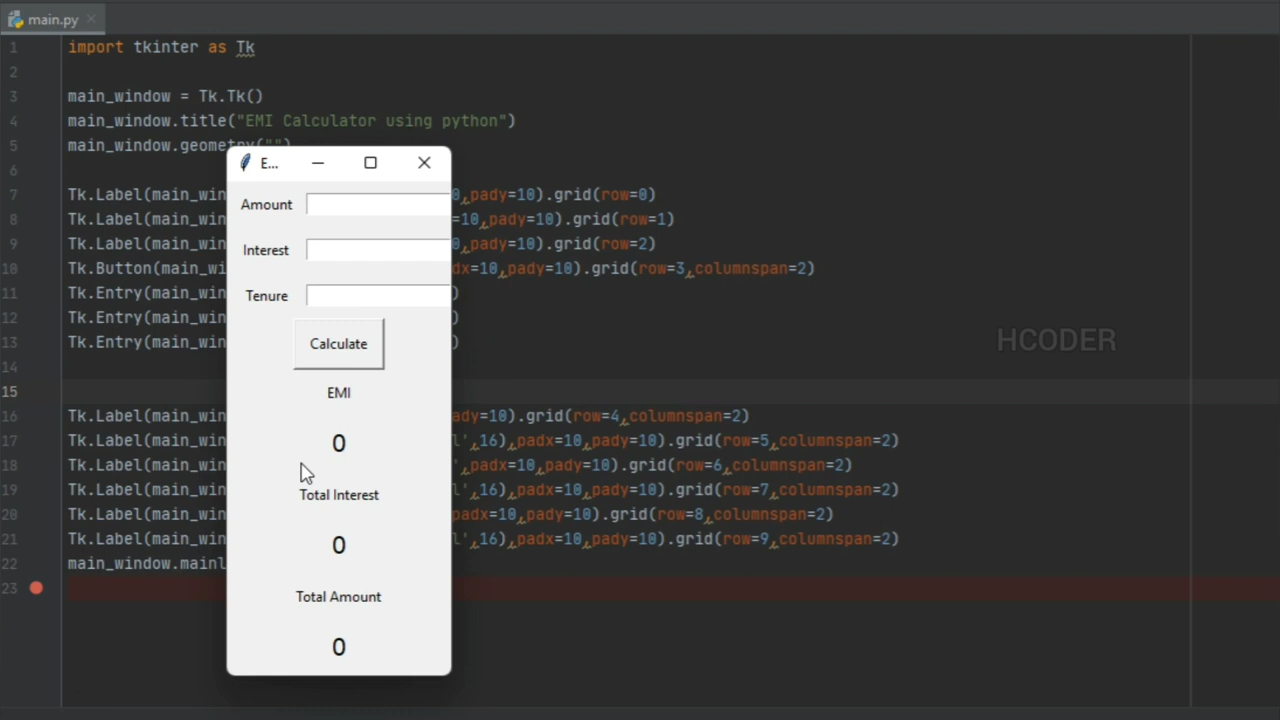 main.py
1 import tkinter as Tk
2
3 main_window = Tk.Tk()
4 main_window.title("EMI Calculator using python")
5 main_window.geometry("")
6
7 Tk.Label(main_win 0,pady=10).grid(row=0)
8 Tk.Label(main_win =10,pady=10).grid(row=1)
9 Tk.Label(main_win 0,pady=10).grid(row=2)
10 Tk.Button(main_wi dx=10,pady=10).grid(row=3,columnspan=2)
11 Tk.Entry(main_win )
12 Tk.Entry(main_win )
13 Tk.Entry(main_win )
14
15
16 Tk.Label(main_win ady=10).grid(row=4,columnspan=2)
17 Tk.Label(main_win l',16),padx=10,pady=10).grid(row=5,columnspan=2)
18 Tk.Label(main_win ',padx=10,pady=10).grid(row=6,columnspan=2)
19 Tk.Label(main_win l',16),padx=10,pady=10).grid(row=7,columnspan=2)
20 Tk.Label(main_win padx=10,pady=10).grid(row=8,columnspan=2)
21 Tk.Label(main_win l',16),padx=10,pady=10).grid(row=9,columnspan=2)
22 main_window.mainl
23
E...
Amount
Interest
Tenure
Calculate
EMI
0
Total Interest
0
Total Amount
0
HCODER